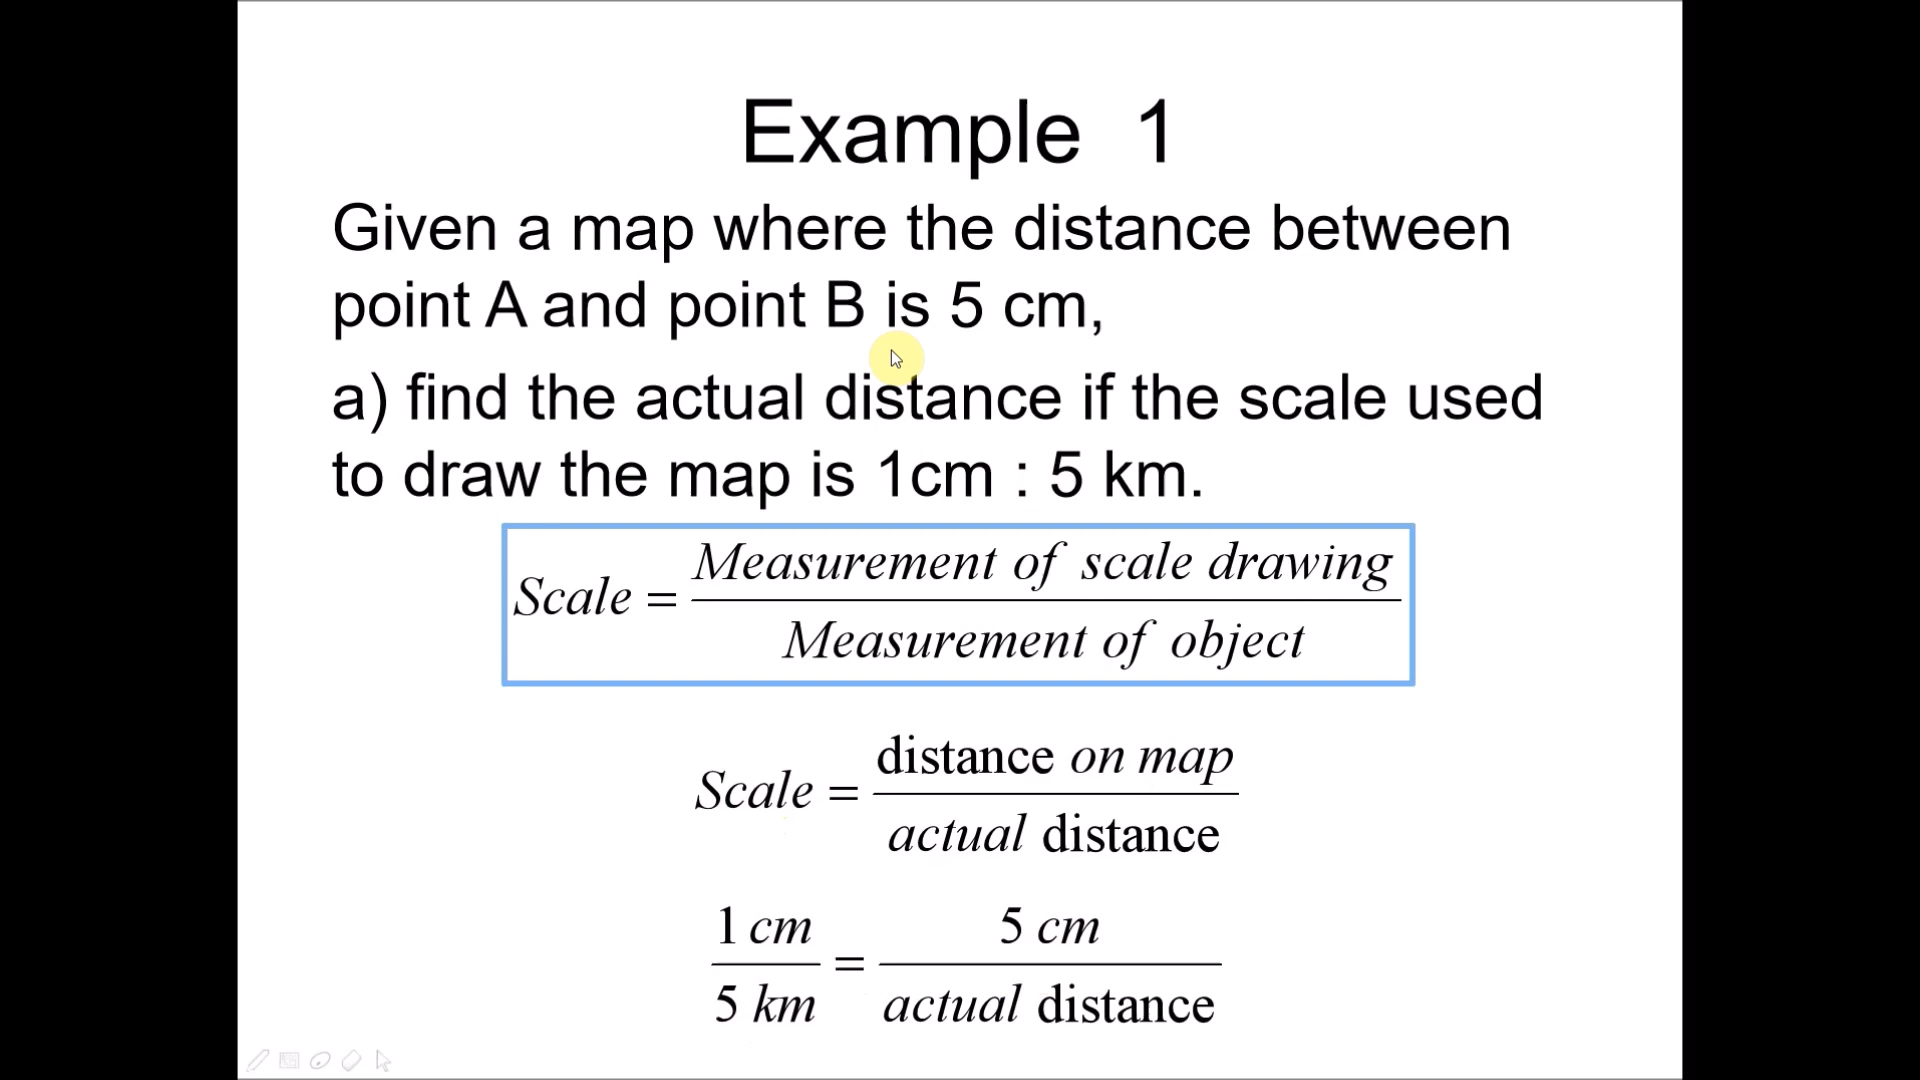 Example 1
Given a map where the distance between
point A and point B is 5 cm,
a) find the actual distance if the scale used
to draw the map is 1cm : 5 km.
Scale = Measurement of scale drawing / Measurement of object
Scale = distance on map / actual distance
1 cm / 5 km = 5 cm / actual distance